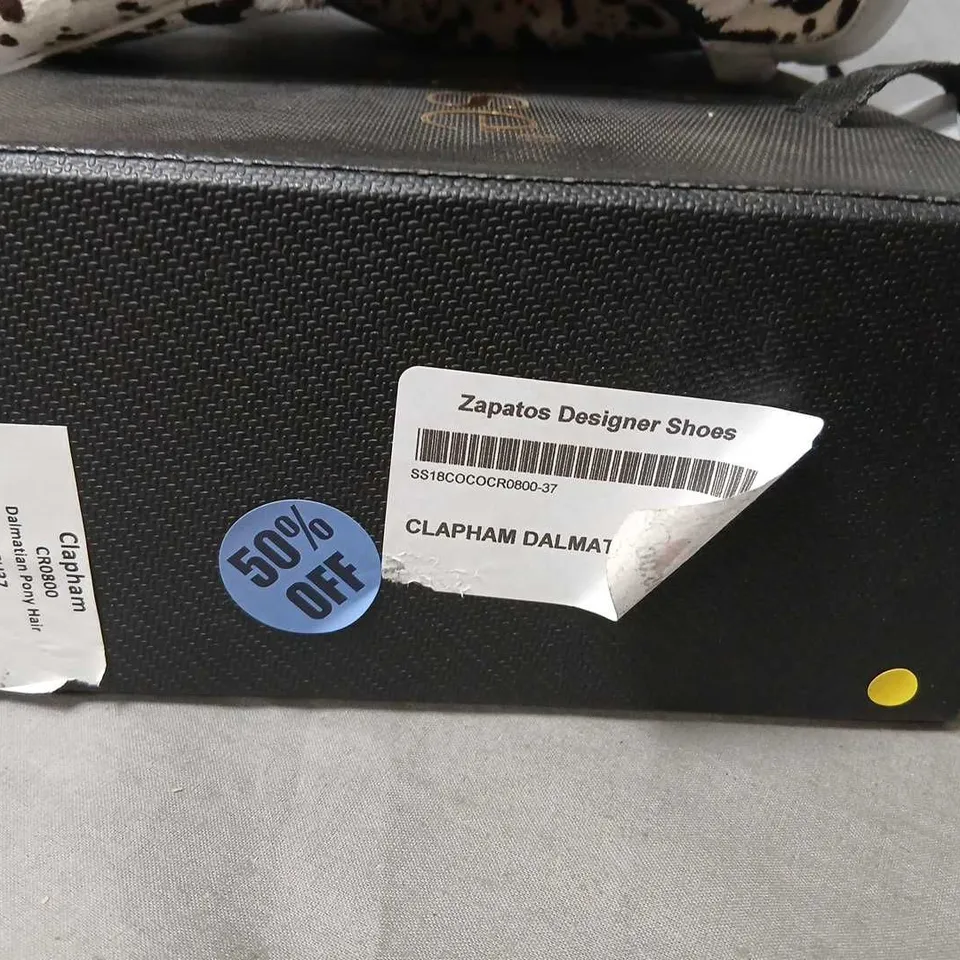 Zapatos Designer Shoes
SS18COCOCR0800-37
CLAPHAM DALMAT
50%
OFF
Clapham
CR0800
Dalmatian Pony Hair